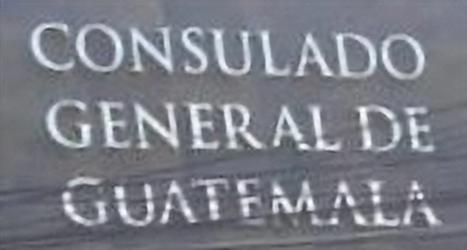 CONSULADO
GENERAL DE
GUATEMALA